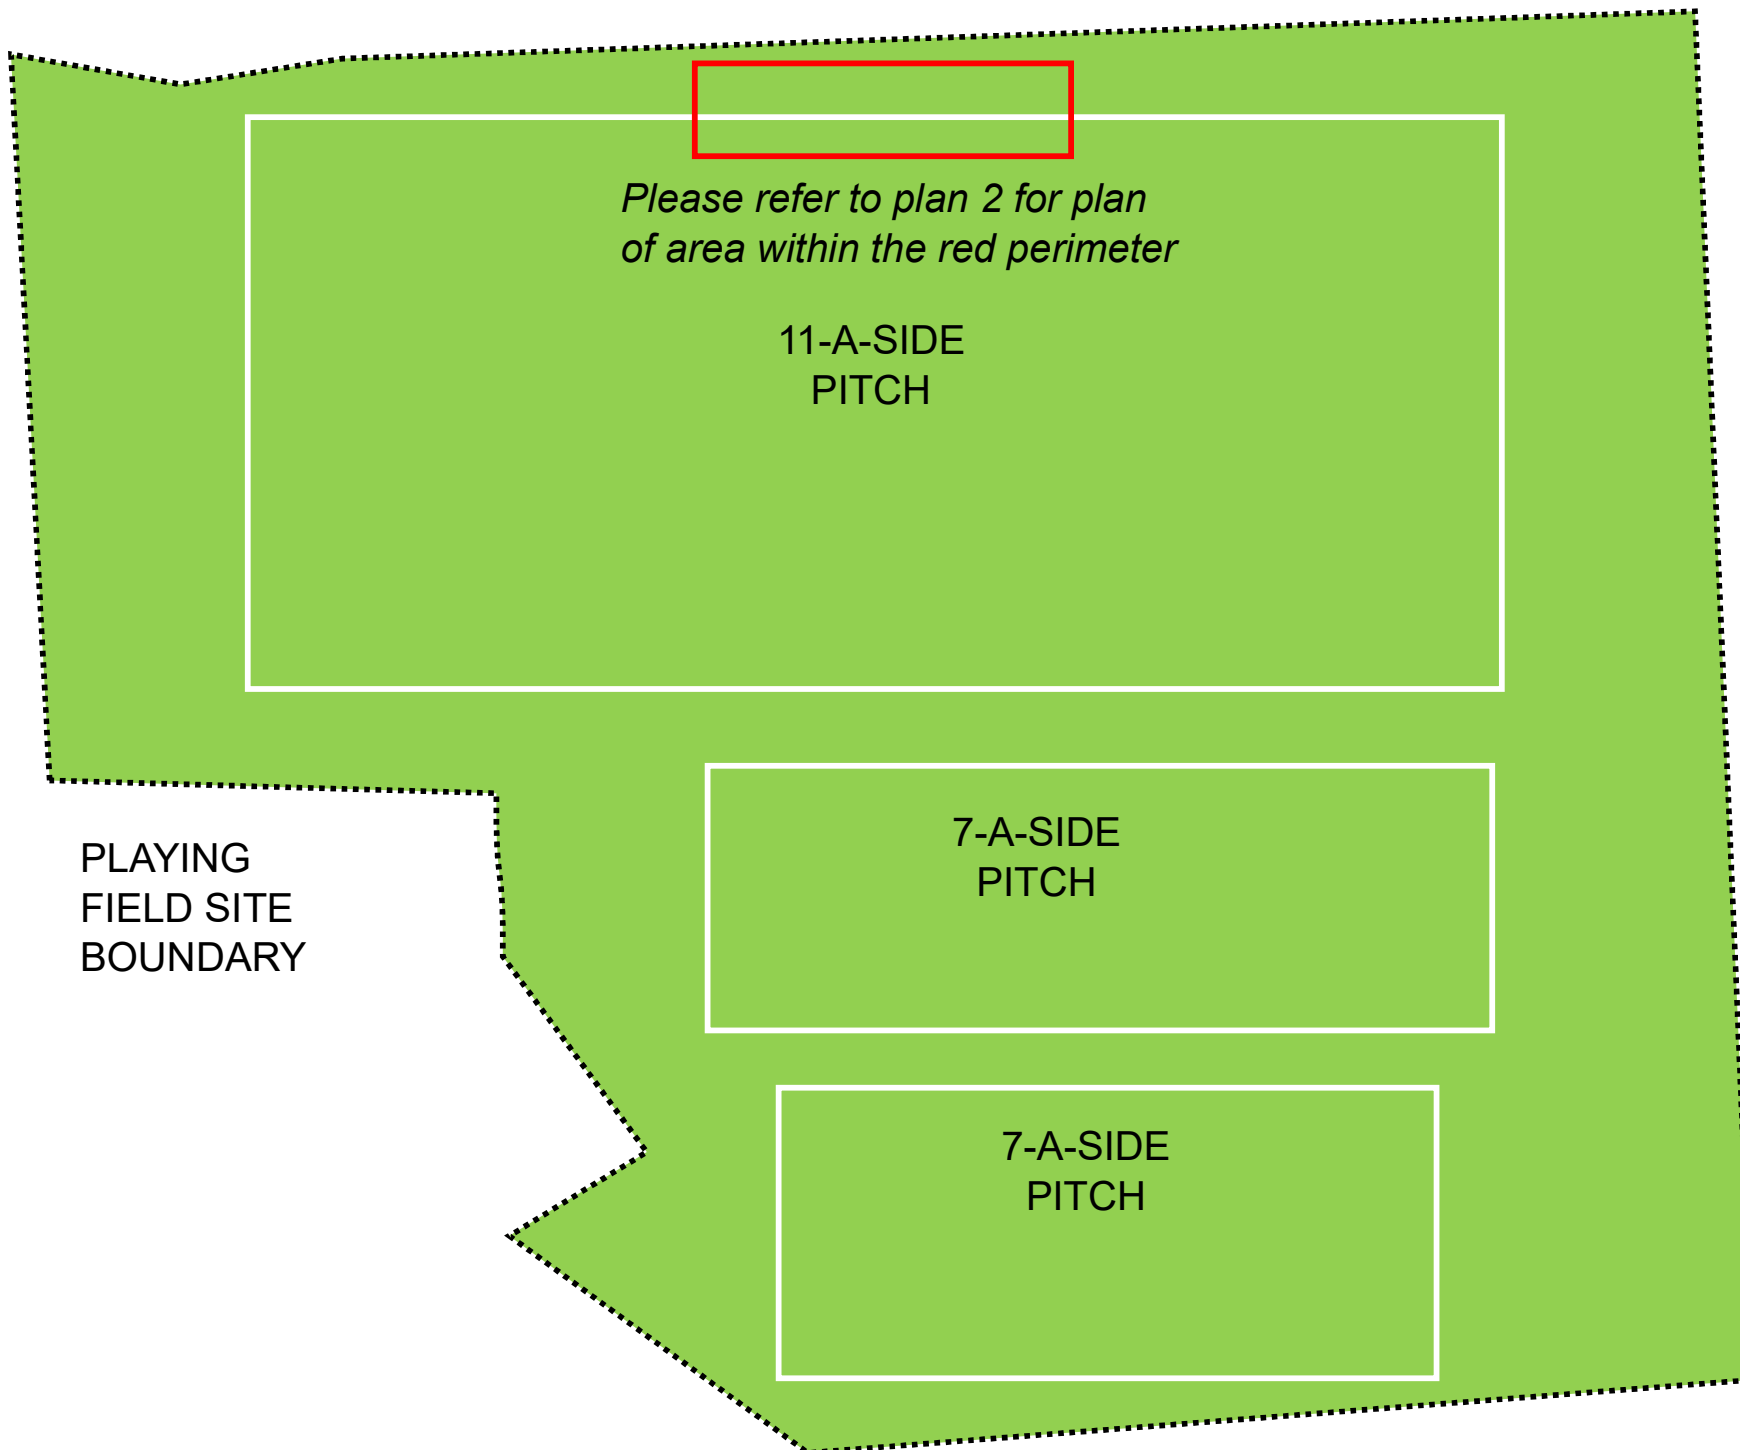 Please refer to plan 2 for plan
of area within the red perimeter
11-A-SIDE
PITCH
7-A-SIDE
PITCH
PLAYING
FIELD SITE
BOUNDARY
7-A-SIDE
PITCH